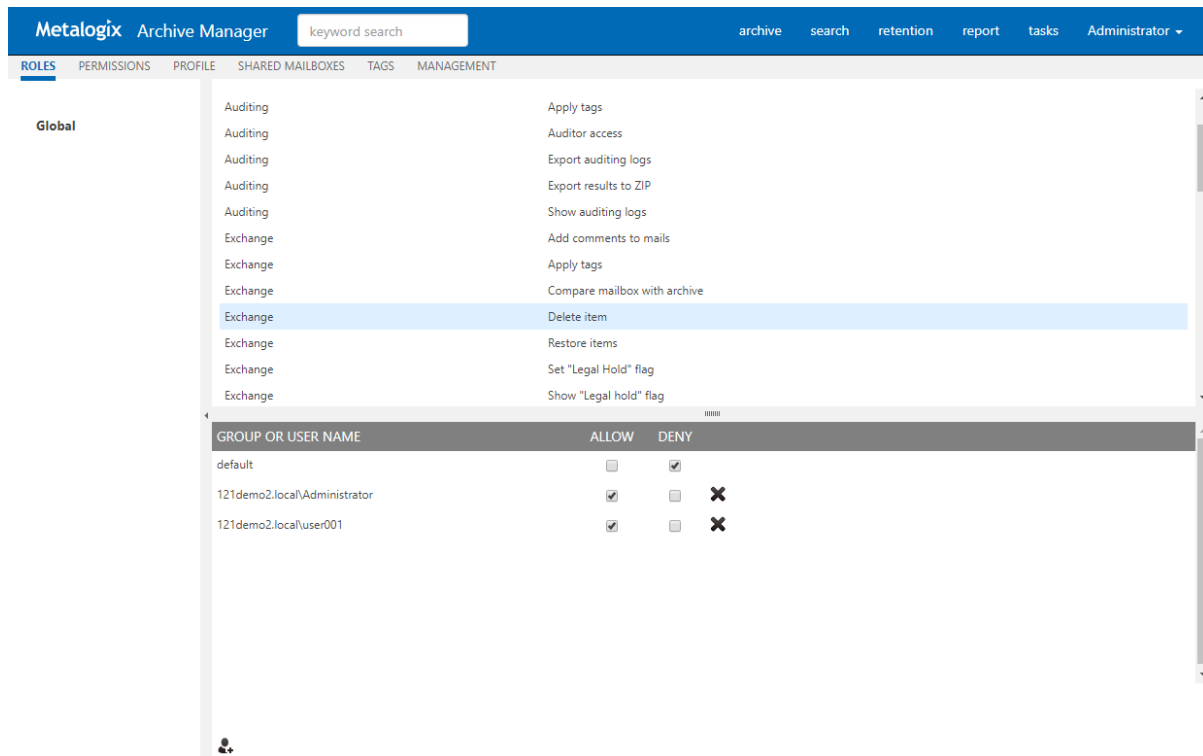 Metalogix Archive Manager keyword search archive search retention report tasks Administrator
ROLES PERMISSIONS PROFILE SHARED MAILBOXES TAGS MANAGEMENT
Global
Auditing Apply tags
Auditing Auditor access
Auditing Export auditing logs
Auditing Export results to ZIP
Auditing Show auditing logs
Exchange Add comments to mails
Exchange Apply tags
Exchange Compare mailbox with archive
Exchange Delete item
Exchange Restore items
Exchange Set "Legal Hold" flag
Exchange Show "Legal hold" flag
GROUP OR USER NAME ALLOW DENY
default
121demo2.local\Administrator
121demo2.local\user001